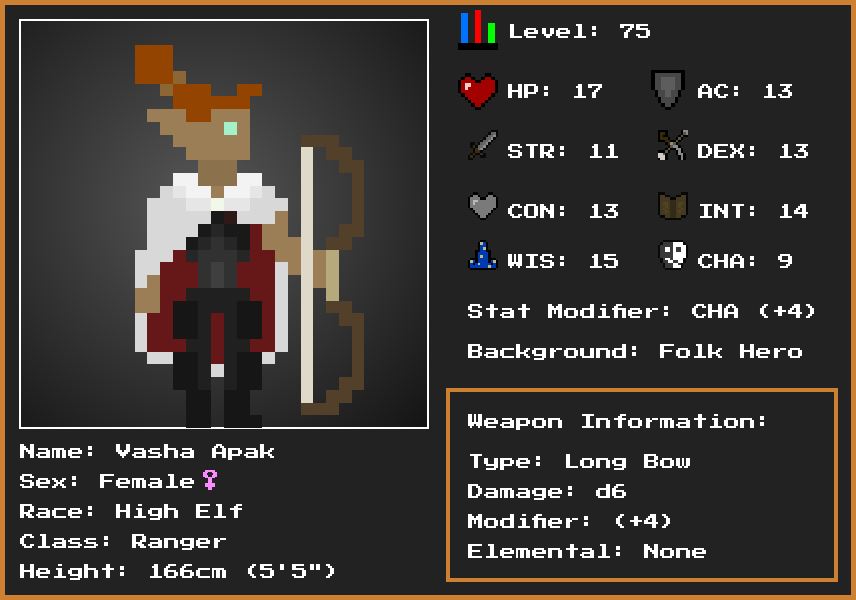 Level: 75
HP: 17
AC: 13
STR: 11
DEX: 13
CON: 13
INT: 14
WIS: 15
CHA: 9
Stat Modifier: CHA (+4)
Background: Folk Hero
Weapon Information:
Type: Long Bow
Damage: d6
Modifier: (+4)
Elemental: None
Name: Vasha Apak
Sex: Female♀
Race: High Elf
Class: Ranger
Height: 166cm (5'5")